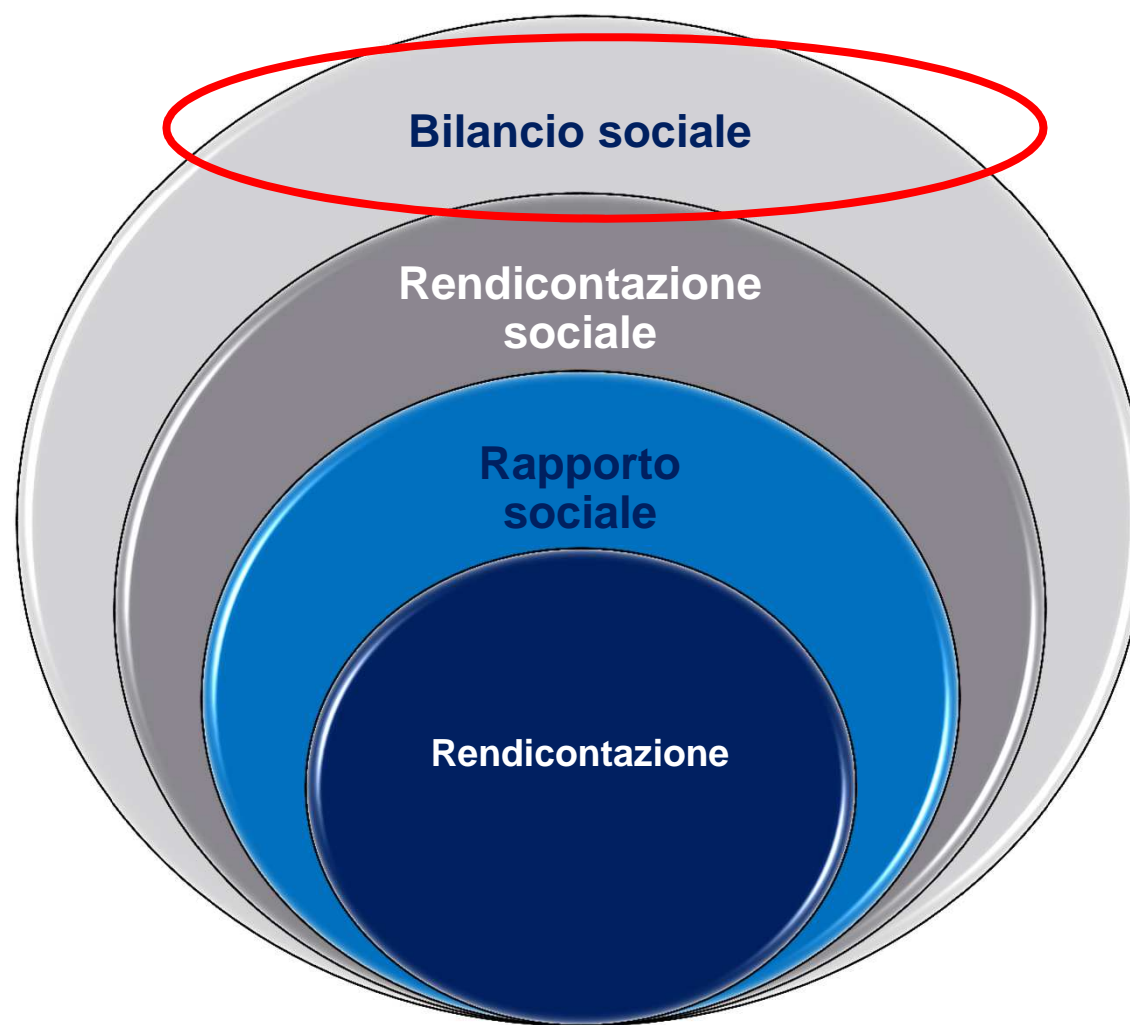 Bilancio sociale
Rendicontazione
sociale
Rapporto
sociale
Rendicontazione